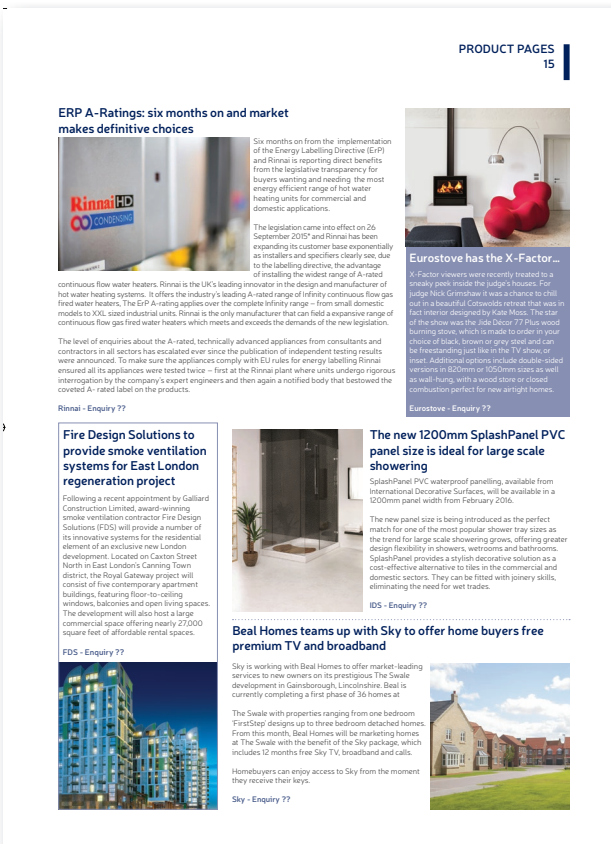 PRODUCT PAGES
15
ERP A-Ratings: six months on and market
makes definitive choices
Rinnai HD
CONDENSING
Six months on from the implementation
of the Energy Labelling Directive (ErP)
and Rinnai is reporting direct benefits
from the legislative transparency for
buyers wanting and needing the most
energy efficient range of hot water
heating units for commercial and
domestic applications.
The legislation came into effect on 26
September 2015* and Rinnai has been
expanding its customer base exponentially
as installers and specifiers clearly see, due
to the labelling directive, the advantage
of installing the widest range of A-rated
continuous flow water heaters. Rinnai is the UK's leading innovator in the design and manufacturer of
hot water heating systems. It offers the industry's leading A-rated range of Infinity continuous flow gas
fired water heaters, The ErP A-rating applies over the complete Infinity range – from small domestic
models to XXL sized industrial units. Rinnai is the only manufacturer that can field a expansive range of
continuous flow gas fired water heaters which meets and exceeds the demands of the new legislation.
The level of enquiries about the A-rated, technically advanced appliances from consultants and
contractors in all sectors has escalated ever since the publication of independent testing results
were announced. To make sure the appliances comply with EU rules for energy labelling Rinnai
ensured all its appliances were tested twice – first at the Rinnai plant where units undergo rigorous
interrogation by the company's expert engineers and then again a notified body that bestowed the
coveted A- rated label on the products.
Rinnai - Enquiry ??
Eurostove has the X-Factor...
X-Factor viewers were recently treated to a
sneaky peek inside the judge's houses. For
judge Nick Grimshaw it was a chance to chill
out in a beautiful Cotswolds retreat that was in
fact interior designed by Kate Moss. The star
of the show was the Jide Décor 77 Plus wood
burning stove, which is made to order in your
choice of black, brown or grey steel and can
be freestanding just like in the TV show, or
inset. Additional options include double-sided
versions in 820mm or 1050mm sizes as well
as wall-hung, with a wood store or closed
combustion perfect for new airtight homes.
Eurostove - Enquiry ??
Fire Design Solutions to
provide smoke ventilation
systems for East London
regeneration project
Following a recent appointment by Galliard
Construction Limited, award-winning
smoke ventilation contractor Fire Design
Solutions (FDS) will provide a number of
its innovative systems for the residential
element of an exclusive new London
development. Located on Caxton Street
North in East London's Canning Town
district, the Royal Gateway project will
consist of five contemporary apartment
buildings, featuring floor-to-ceiling
windows, balconies and open living spaces.
The development will also host a large
commercial space offering nearly 27,000
square feet of affordable rental spaces.
FDS - Enquiry ??
The new 1200mm SplashPanel PVC
panel size is ideal for large scale
showering
SplashPanel PVC waterproof panelling, available from
International Decorative Surfaces, will be available in a
1200mm panel width from February 2016.
The new panel size is being introduced as the perfect
match for one of the most popular shower tray sizes as
the trend for large scale showering grows, offering greater
design flexibility in showers, wetrooms and bathrooms.
SplashPanel provides a stylish decorative solution as a
cost-effective alternative to tiles in the commercial and
domestic sectors. They can be fitted with joinery skills,
eliminating the need for wet trades.
IDS - Enquiry ??
Beal Homes teams up with Sky to offer home buyers free
premium TV and broadband
Sky is working with Beal Homes to offer market-leading
services to new owners on its prestigious The Swale
development in Gainsborough, Lincolnshire. Beal is
currently completing a first phase of 36 homes at
The Swale with properties ranging from one bedroom
'FirstStep' designs up to three bedroom detached homes.
From this month, Beal Homes will be marketing homes
at The Swale with the benefit of the Sky package, which
includes 12 months free Sky TV, broadband and calls.
Homebuyers can enjoy access to Sky from the moment
they receive their keys.
Sky - Enquiry ??